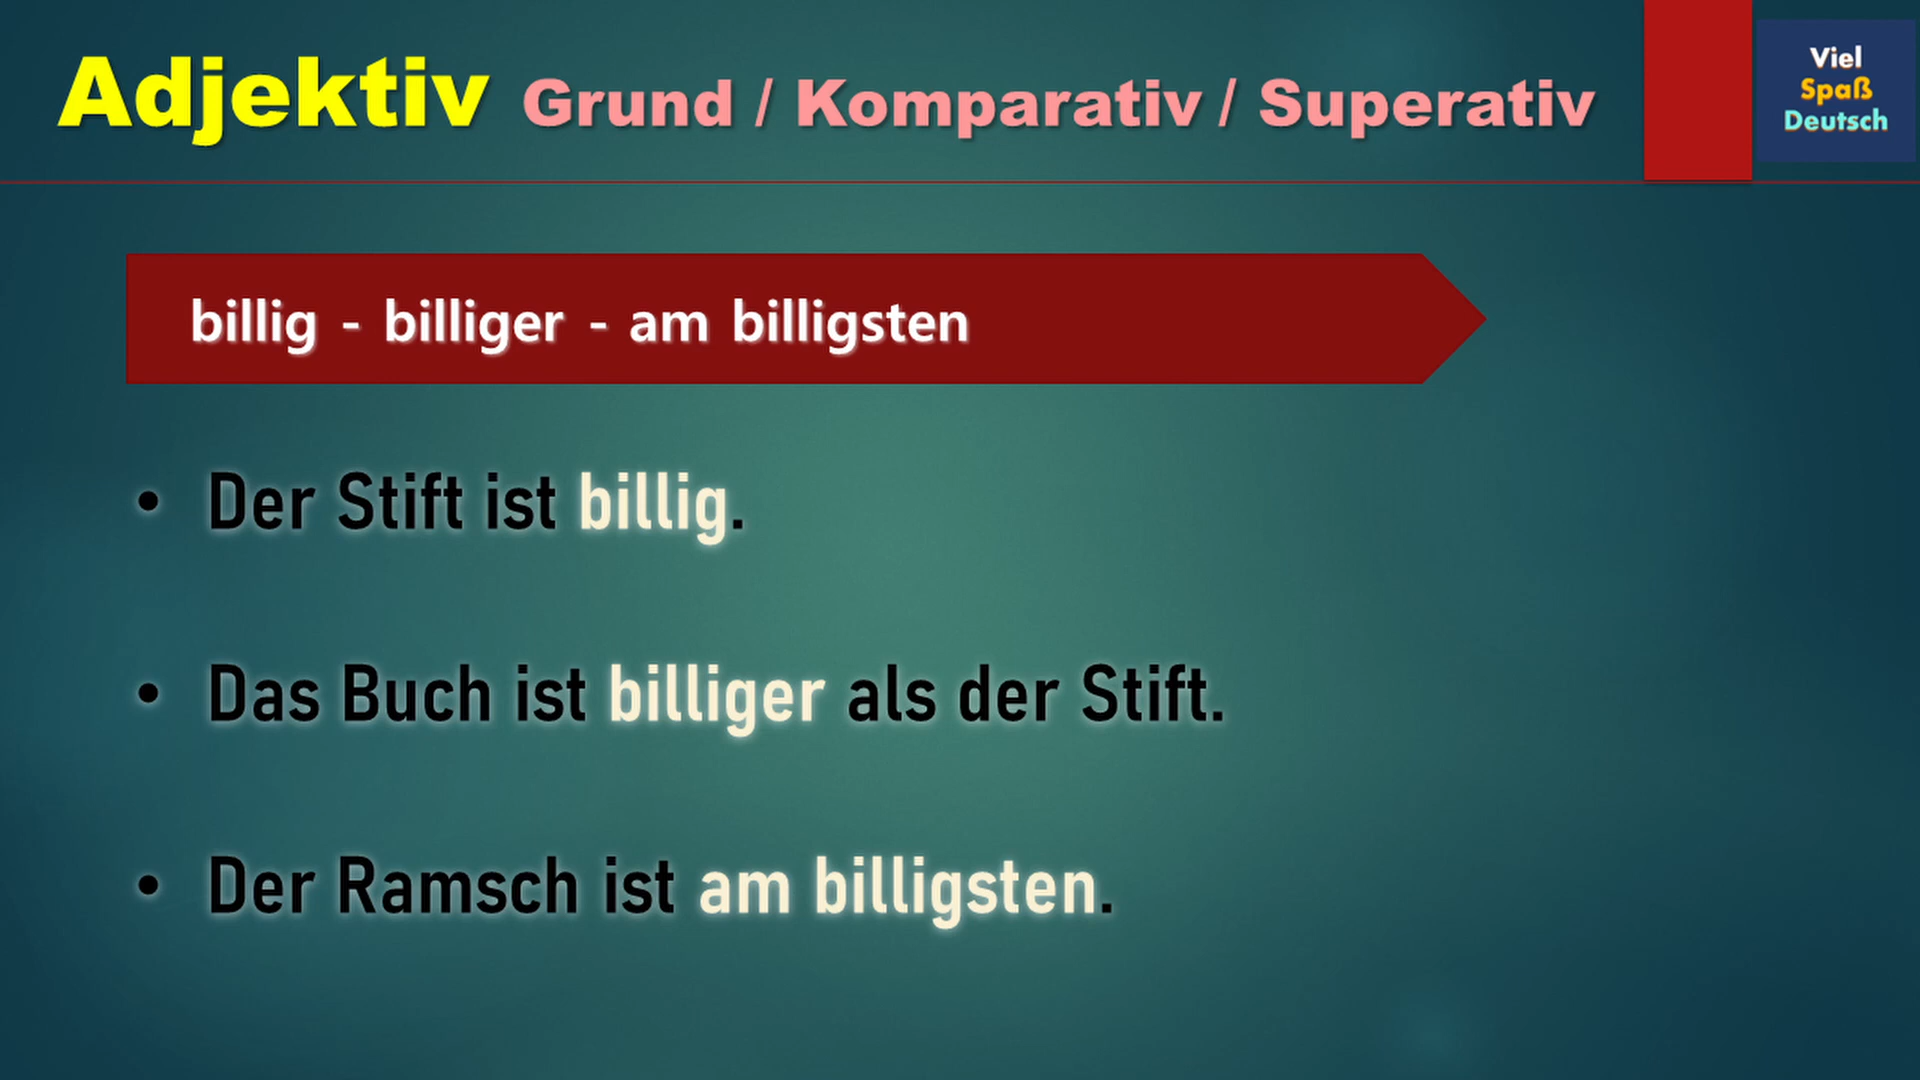 Adjektiv Grund / Komparativ / Superativ
Viel
Spaß
Deutsch
billig - billiger - am billigsten
• Der Stift ist billig.
• Das Buch ist billiger als der Stift.
• Der Ramsch ist am billigsten.